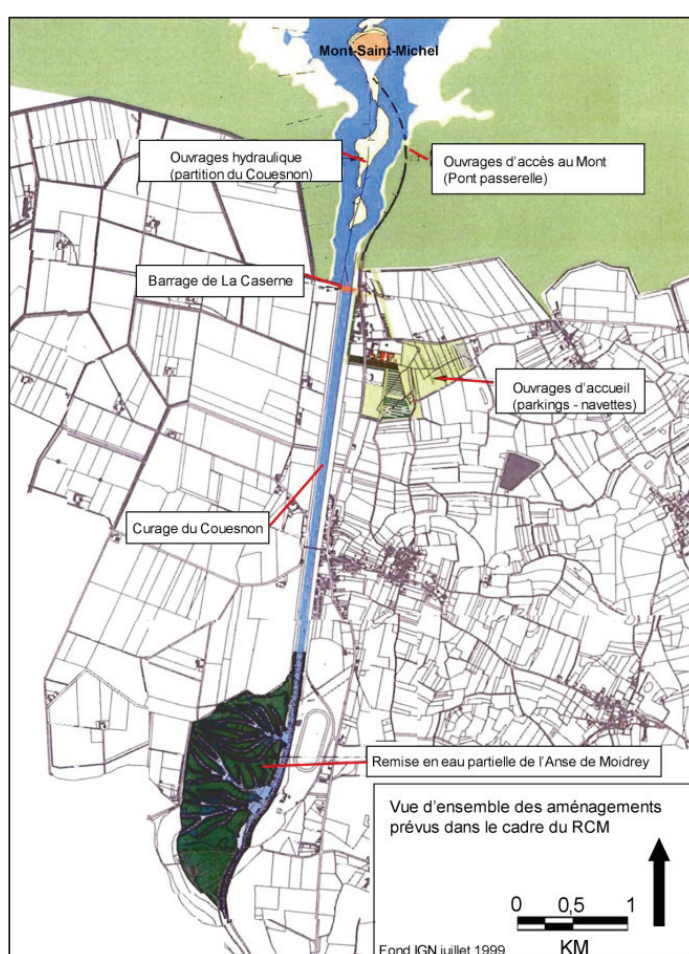 Mont-Saint-Michel
Ouvrages hydraulique
(partition du Couesnon)
Ouvrages d'accès au Mont
(Pont passerelle)
Barrage de La Caserne
Ouvrages d'accueil
(parkings - navettes)
Curage du Couesnon
Remise en eau partielle de l'Anse de Moidrey
Vue d'ensemble des aménagements
prévus dans le cadre du RCM
0 0,5 1
KM
Fond IGN juillet 1999